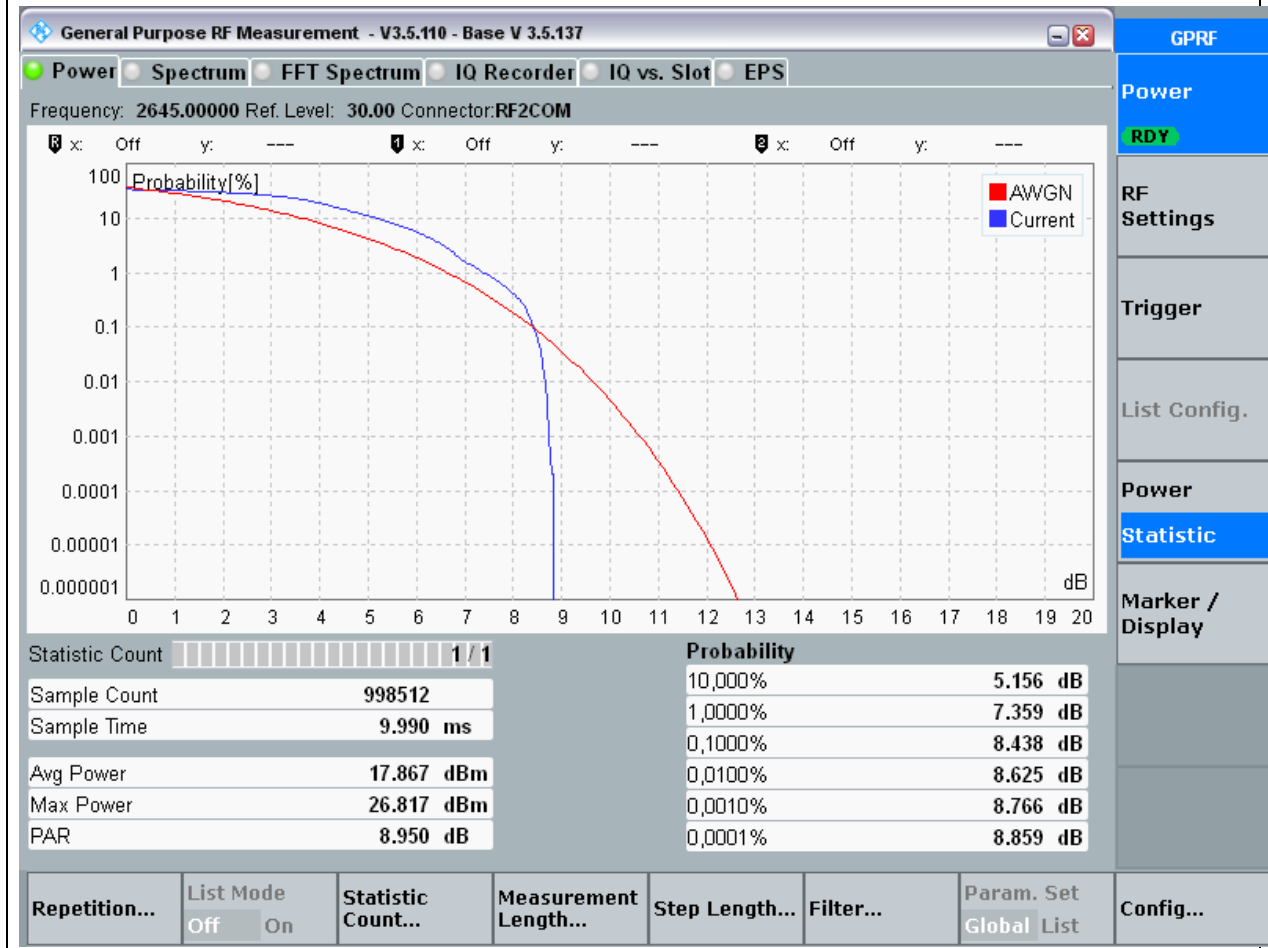 General Purpose RF Measurement - V3.5.110 - Base V 3.5.137
GPRF
Power Spectrum FFT Spectrum IQ Recorder IQ vs. Slot EPS
Frequency: 2645.00000 Ref. Level: 30.00 Connector:RF2COM
R x: Off y: --- 1 x: Off y: --- 2 x: Off y: ---
Probability[%]
100
10
1
0.1
0.01
0.001
0.0001
0.00001
0.000001
AWGN
Current
dB
0 1 2 3 4 5 6 7 8 9 10 11 12 13 14 15 16 17 18 19 20
Statistic Count 1 / 1
Sample Count 998512
Sample Time 9.990 ms
Avg Power 17.867 dBm
Max Power 26.817 dBm
PAR 8.950 dB
Probability
10,000% 5.156 dB
1,0000% 7.359 dB
0,1000% 8.438 dB
0,0100% 8.625 dB
0,0010% 8.766 dB
0,0001% 8.859 dB
Power
RDY
RF
Settings
Trigger
List Config.
Power
Statistic
Marker /
Display
Repetition...
List Mode
Off On
Statistic
Count...
Measurement
Length...
Step Length...
Filter...
Param. Set
Global List
Config...